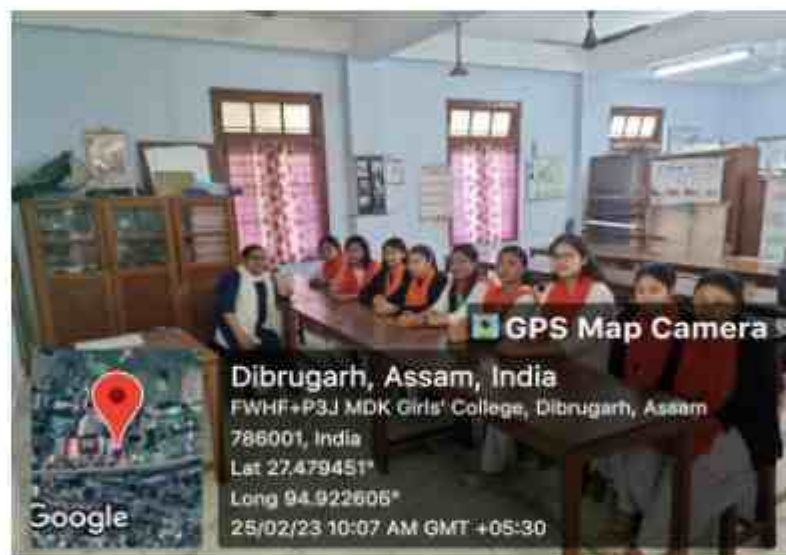 GPS Map Camera
Dibrugarh, Assam, India
FWHF+P3J MDK Girls' College, Dibrugarh, Assam
786001, India
Lat 27.479451°
Long 94.922606°
25/02/23 10:07 AM GMT +05:30
Google